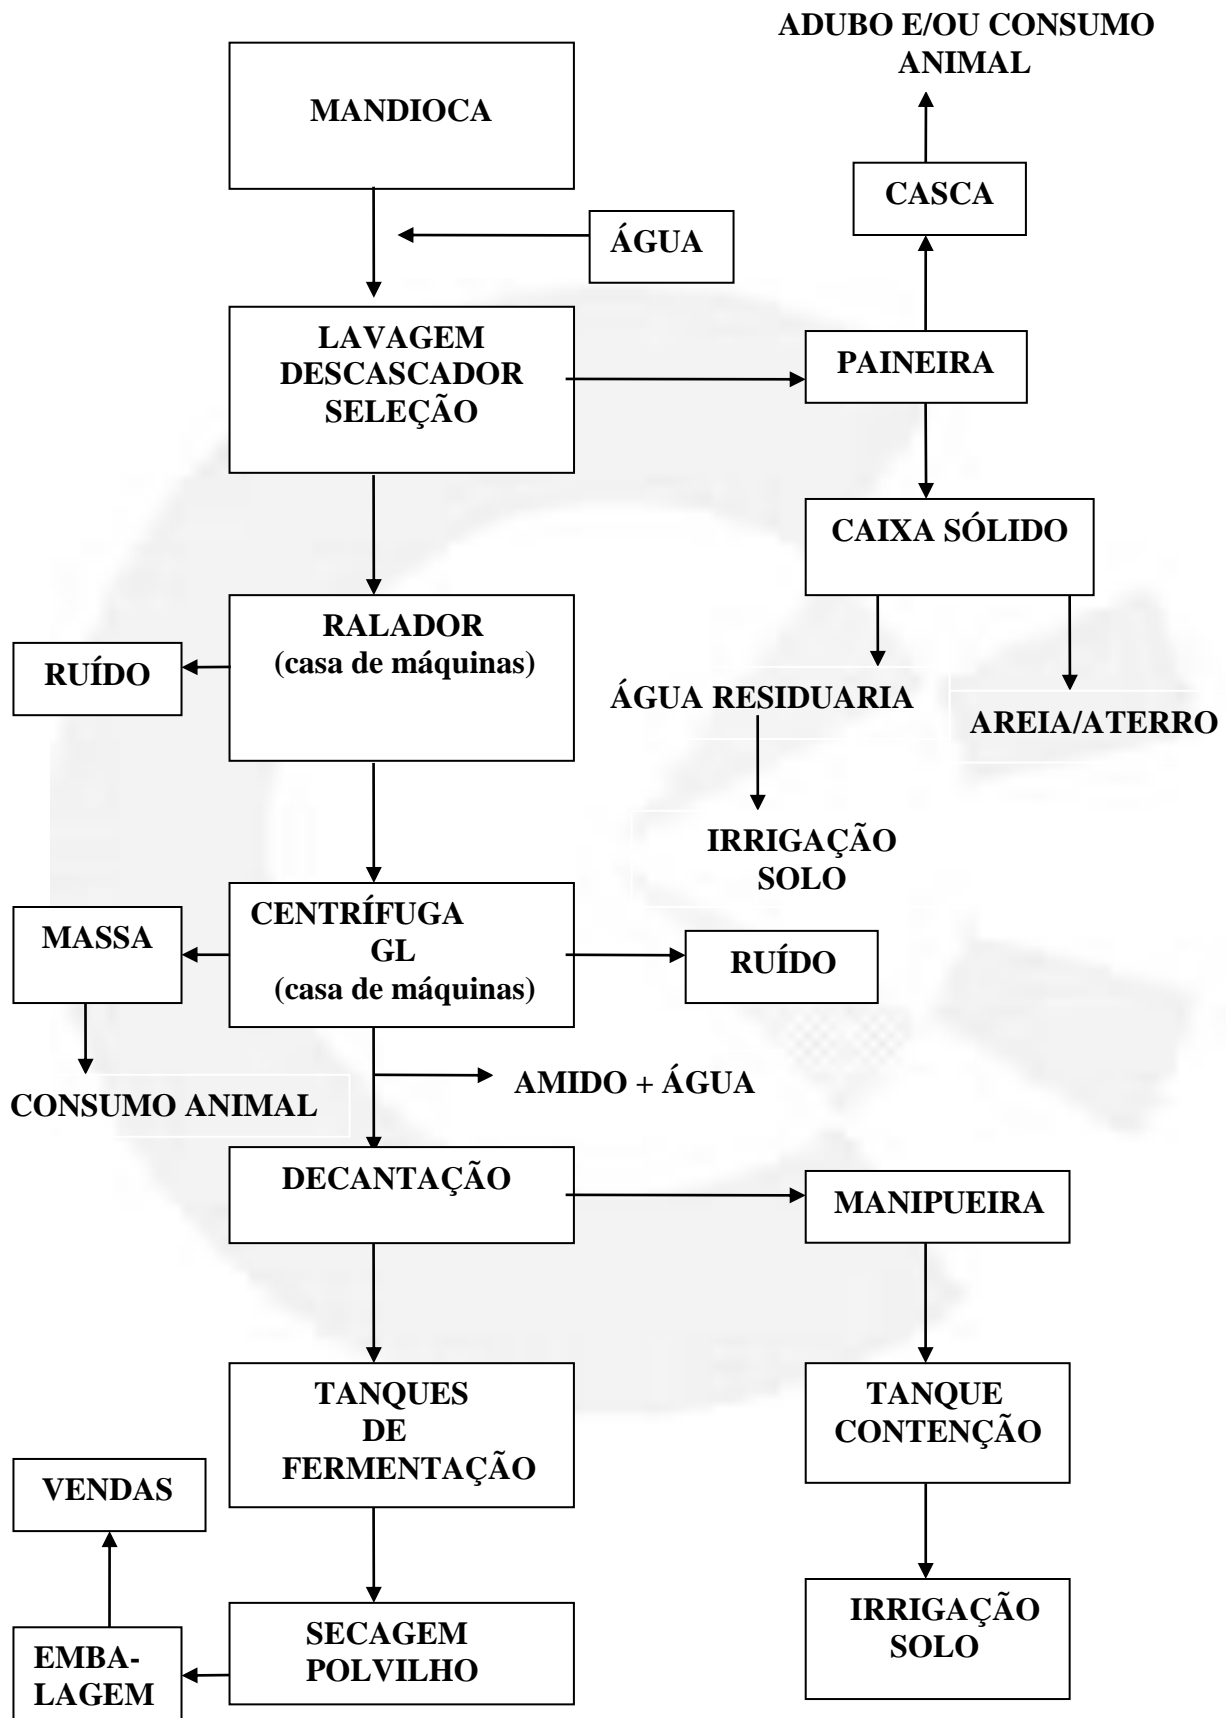 ADUBO E/OU CONSUMO
ANIMAL
MANDIOCA
CASCA
ÁGUA
LAVAGEM
DESCASCADOR
SELEÇÃO
PAINEIRA
CAIXA SÓLIDO
RALADOR
(casa de máquinas)
RUÍDO
ÁGUA RESIDUARIA
AREIA/ATERRO
IRRIGAÇÃO
SOLO
CENTRÍFUGA
GL
(casa de máquinas)
MASSA
RUÍDO
AMIDO + ÁGUA
CONSUMO ANIMAL
DECANTAÇÃO
MANIPUEIRA
TANQUES
DE
FERMENTAÇÃO
TANQUE
CONTENÇÃO
VENDAS
SECAGEM
POLVILHO
IRRIGAÇÃO
SOLO
EMBA-
LAGEM